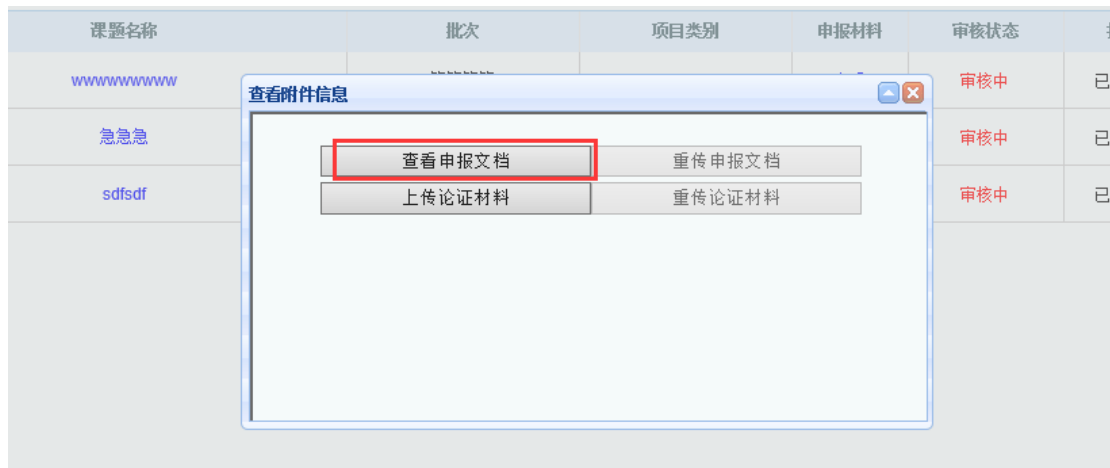 课题名称 批次 项目类别 申报材料 审核状态
wwwwwwwwww 审核中 已
查看附件信息
急急急 审核中 已
查看申报文档 重传申报文档
sdfsdf 上传论证材料 重传论证材料 审核中 已